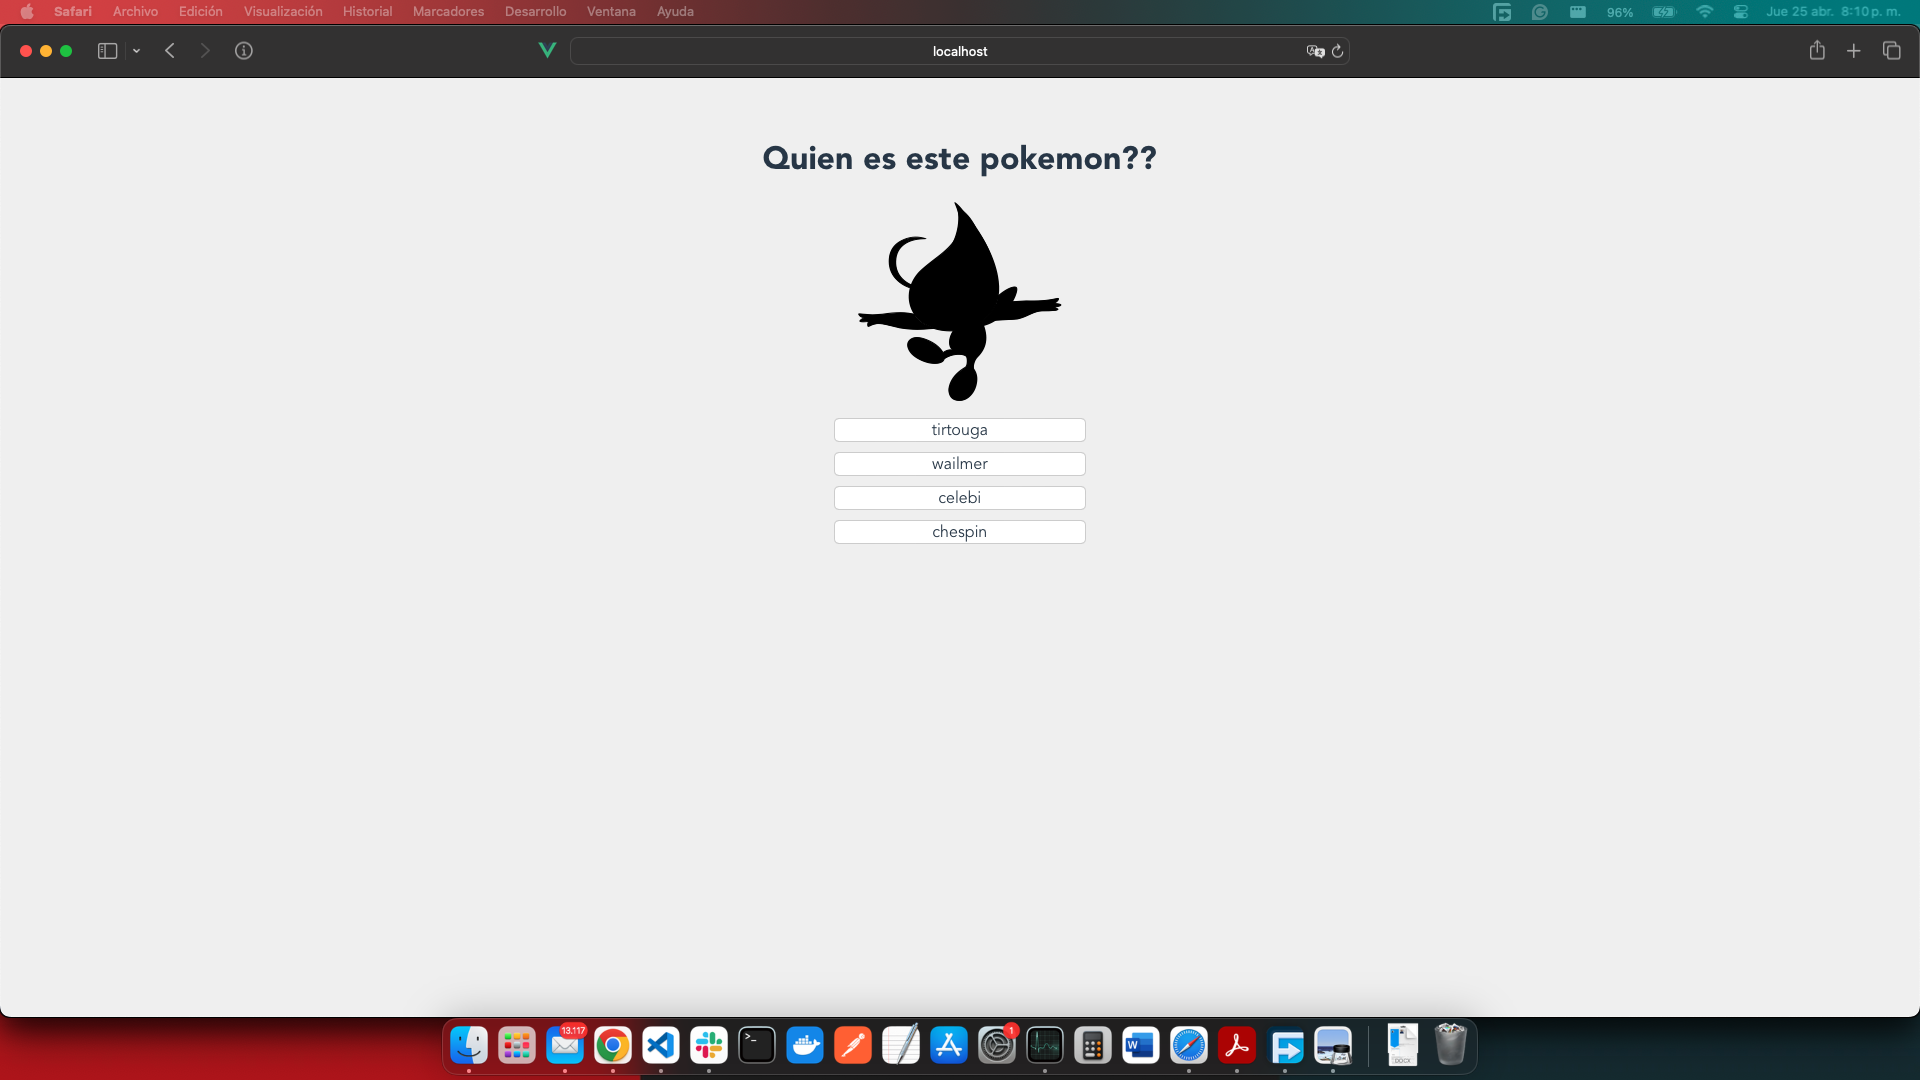 Safari Archivo Edición Visualización Historial Marcadores Desarrollo Ventana Ayuda 96% Jue 25 abr. 8:10 p. m.
localhost
Quien es este pokemon??
tirtouga
wailmer
celebi
chespin
13.117
1
W
DOCX